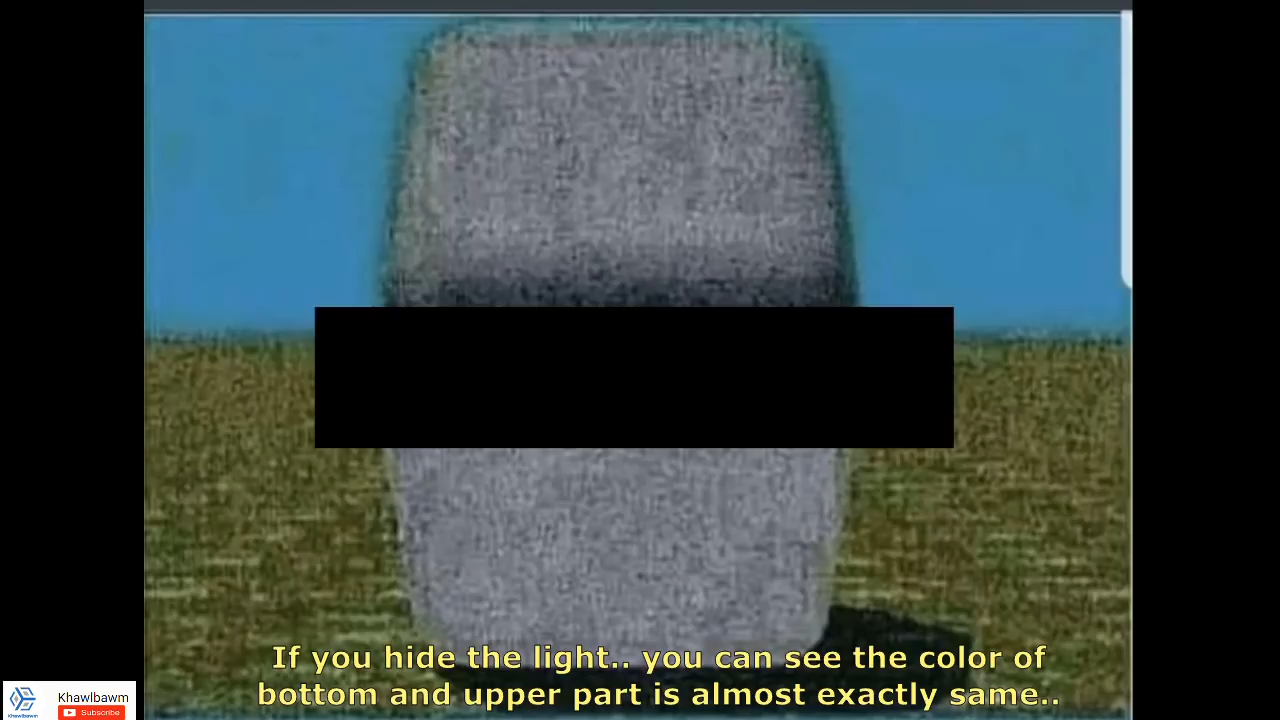 If you hide the light.. you can see the color of
bottom and upper part is almost exactly same..
Khawlbawm
Khawlbawm
Subscribe